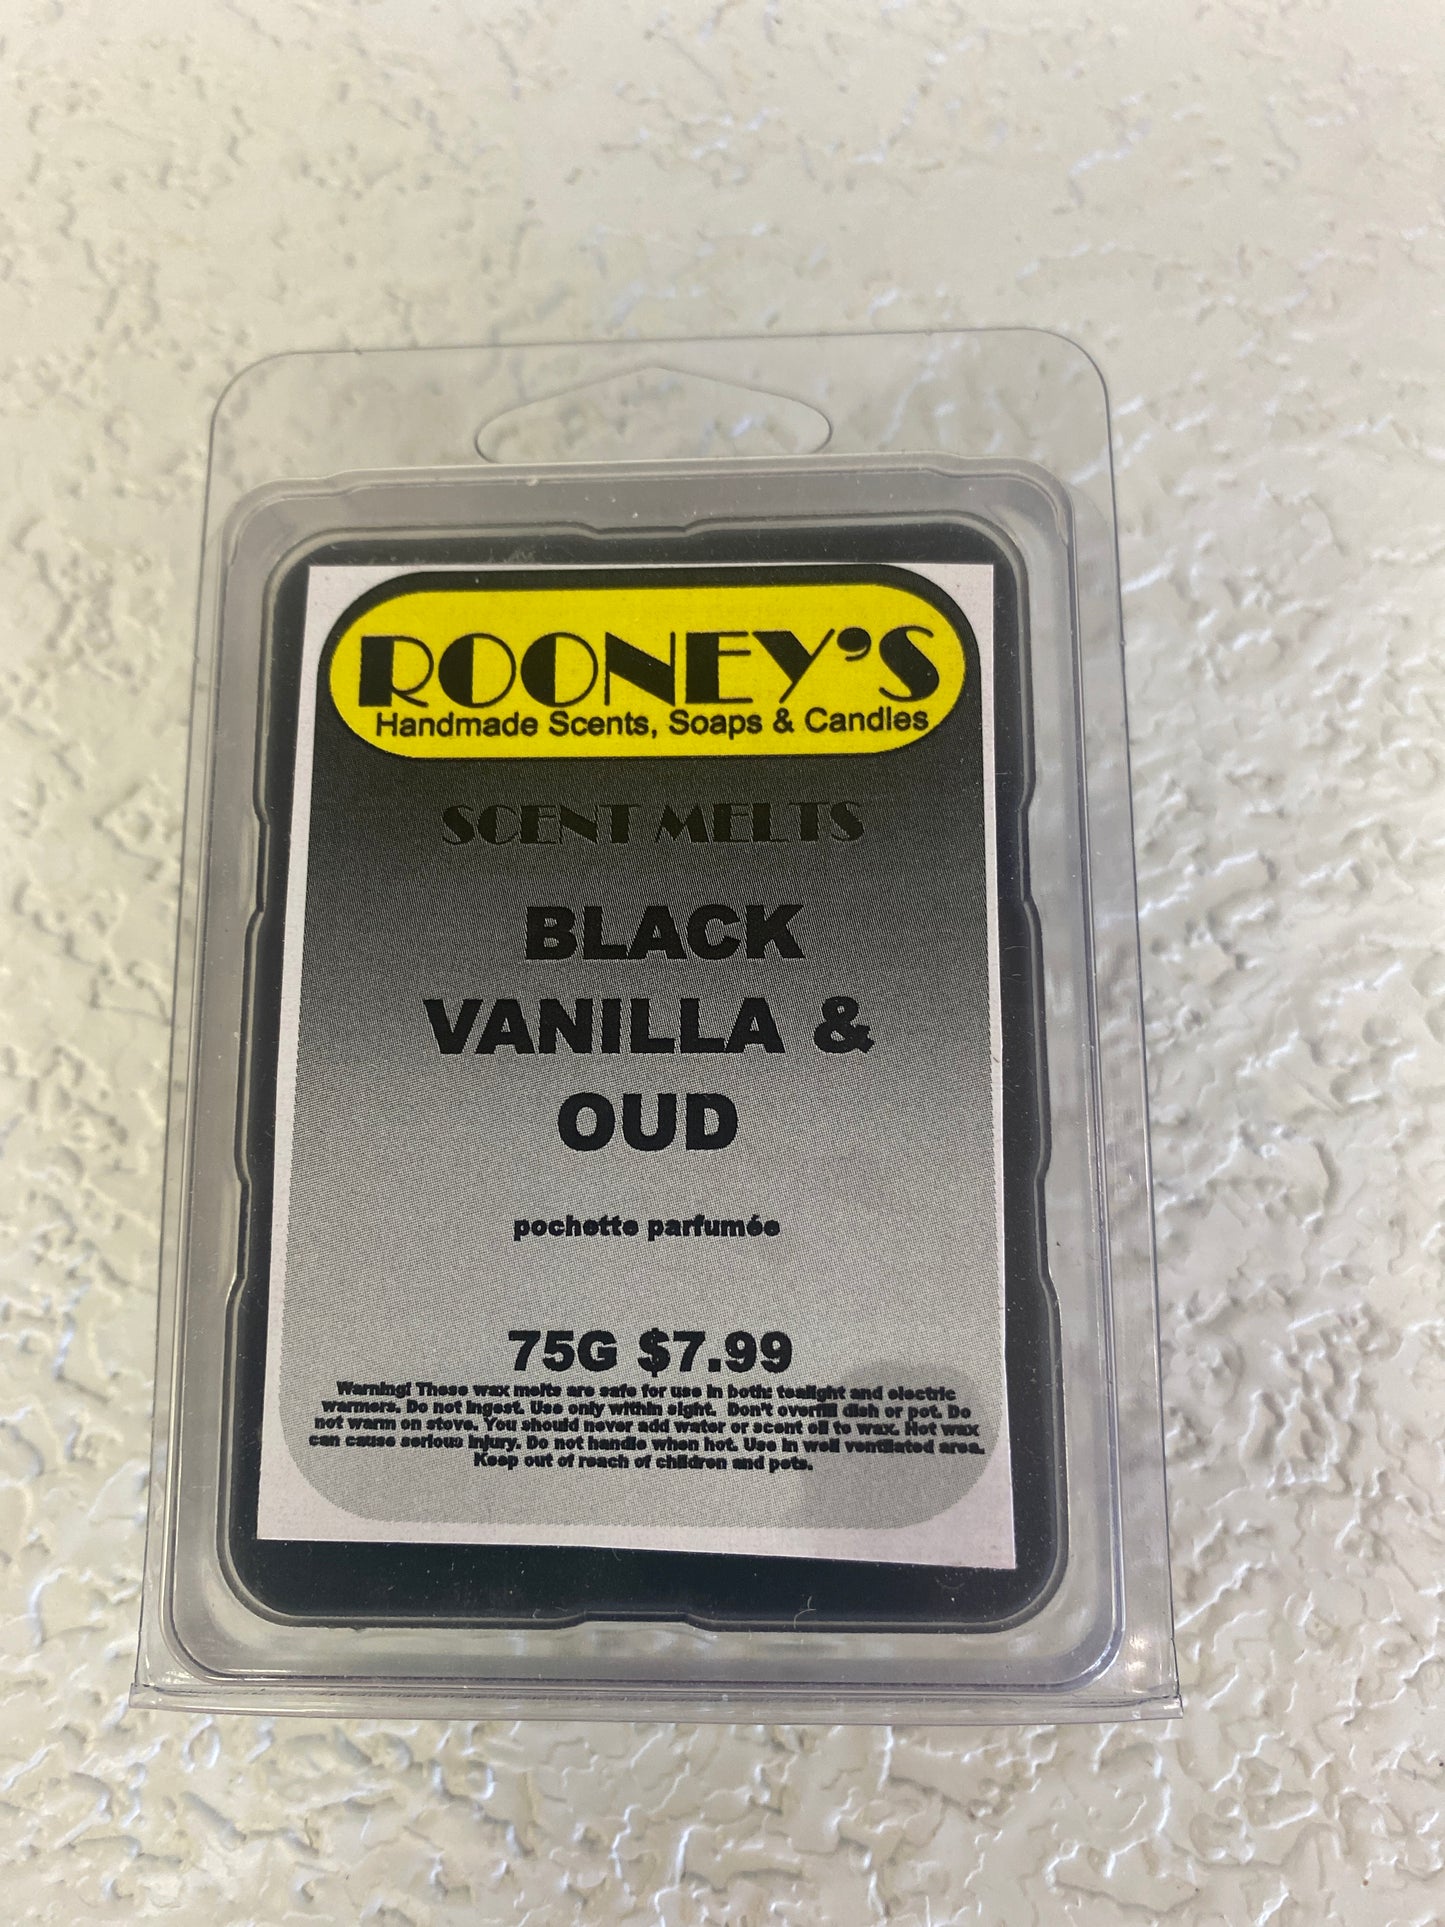 ROONEY'S
Handmade Scents, Soaps & Candles
SCENT MELTS
BLACK
VANILLA &
OUD
pochette parfumée
75G $7.99
Warning! These wax melts are safe for use in both: tealight and electric
warmers. Do not ingest. Use only within sight. Don't overfill dish or pot. Do
not warm on stove. You should never add water or scent oil to wax. Hot wax
can cause serious injury. Do not handle when hot. Use in well ventilated area.
Keep out of reach of children and pets.